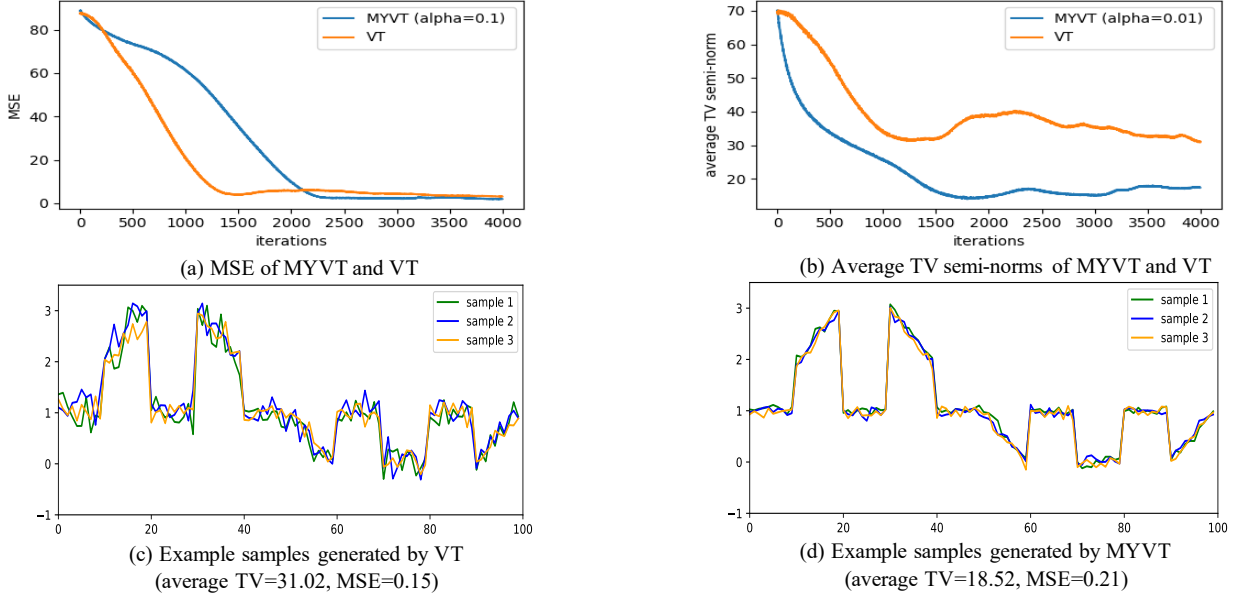 MYVT (alpha=0.1)
VT
80
60
40
20
0
MSE
0 500 1000 1500 2000 2500 3000 3500 4000
iterations
(a) MSE of MYVT and VT
MYVT (alpha=0.01)
VT
70
60
50
40
30
20
average TV semi-norm
0 500 1000 1500 2000 2500 3000 3500 4000
iterations
(b) Average TV semi-norms of MYVT and VT
sample 1
sample 2
sample 3
3
2
1
0
−1
0 20 40 60 80 100
(c) Example samples generated by VT
(average TV=31.02, MSE=0.15)
sample 1
sample 2
sample 3
3
2
1
0
−1
0 20 40 60 80 100
(d) Example samples generated by MYVT
(average TV=18.52, MSE=0.21)